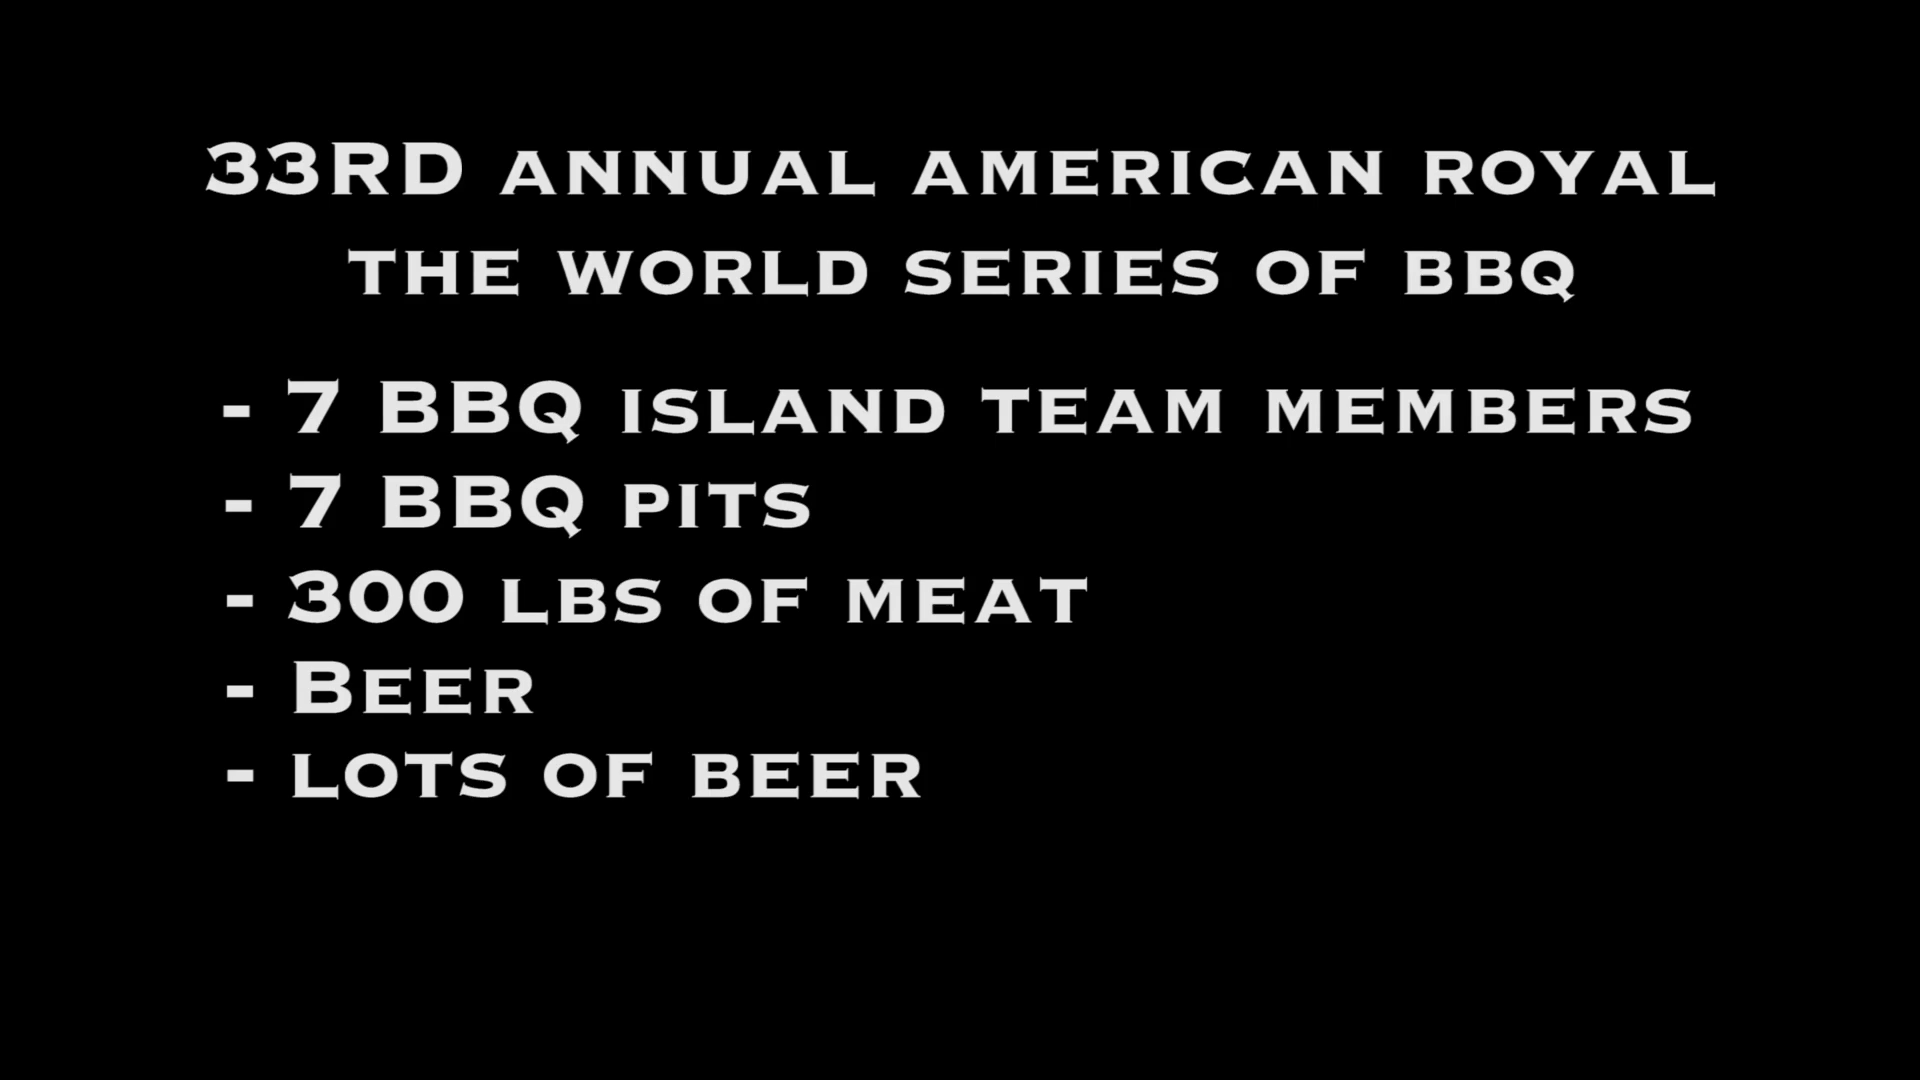 33RD ANNUAL AMERICAN ROYAL
THE WORLD SERIES OF BBQ
- 7 BBQ ISLAND TEAM MEMBERS
- 7 BBQ PITS
- 300 LBS OF MEAT
- BEER
- LOTS OF BEER